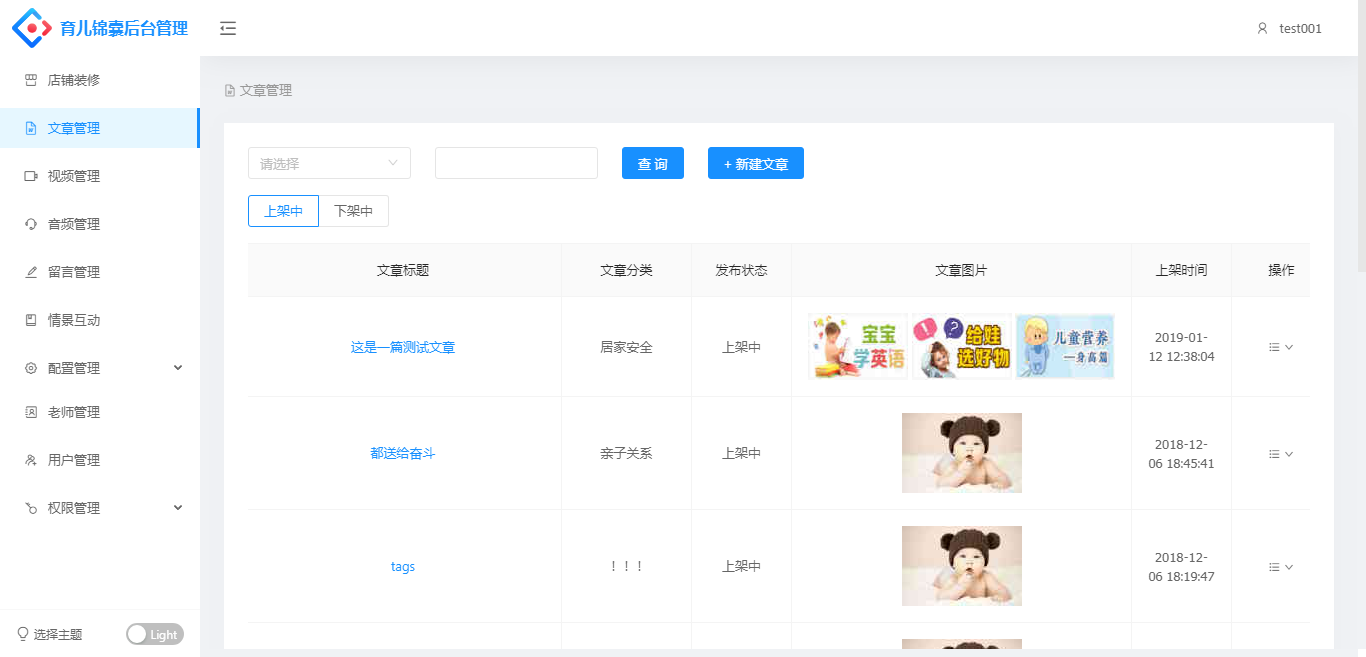 育儿锦囊后台管理
test001
店铺装修
文章管理
视频管理
音频管理
留言管理
情景互动
配置管理
老师管理
用户管理
权限管理
选择主题
Light
文章管理
请选择
查 询
+ 新建文章
上架中
下架中
文章标题
文章分类
发布状态
文章图片
上架时间
操作
这是一篇测试文章
居家安全
上架中
宝宝
学英语
给娃
选好物
儿童营养
—身高篇
2019-01-
12 12:38:04
都送给奋斗
亲子关系
上架中
2018-12-
06 18:45:41
tags
！！！
上架中
2018-12-
06 18:19:47